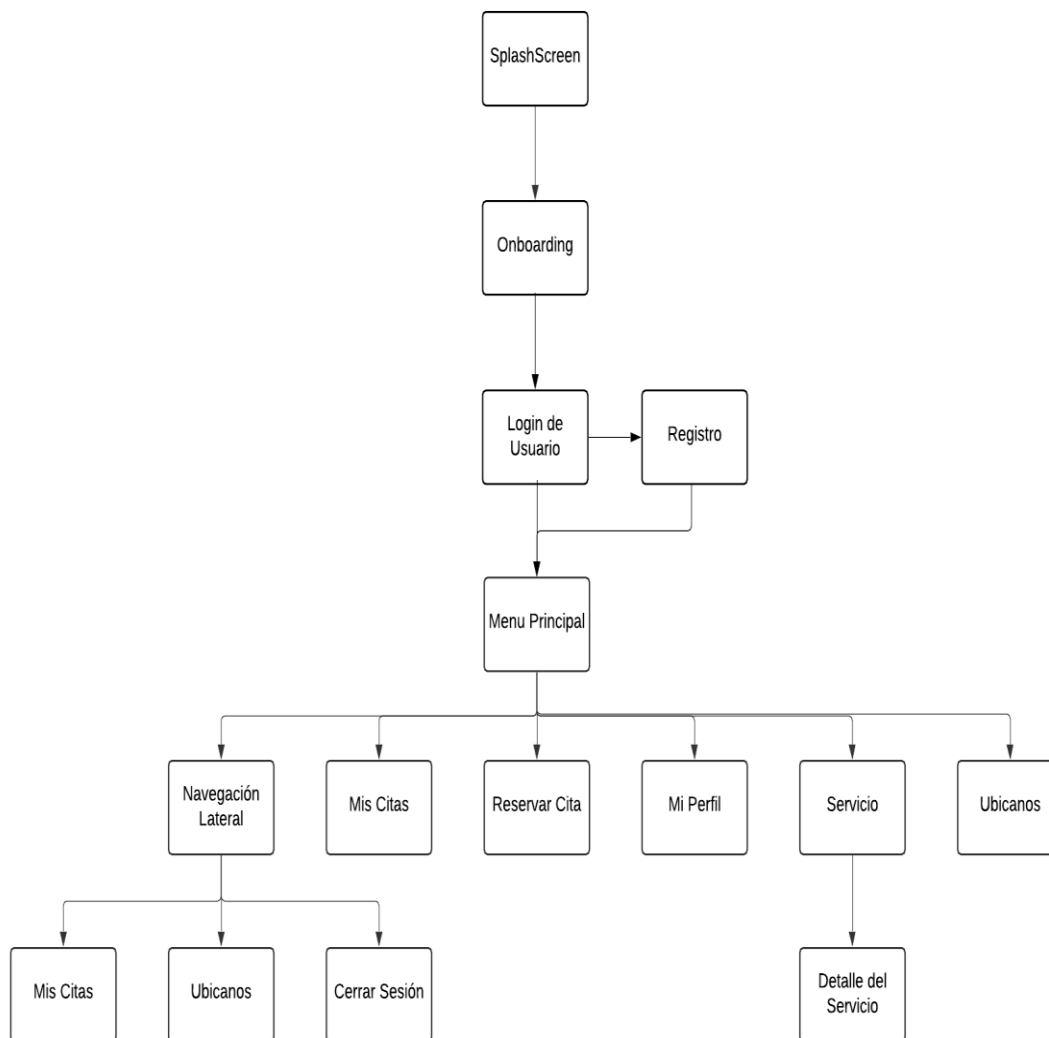 SplashScreen
Onboarding
Login de
Usuario
Registro
Menu Principal
Navegación
Lateral
Mis Citas
Reservar Cita
Mi Perfil
Servicio
Ubicanos
Mis Citas
Ubicanos
Cerrar Sesión
Detalle del
Servicio